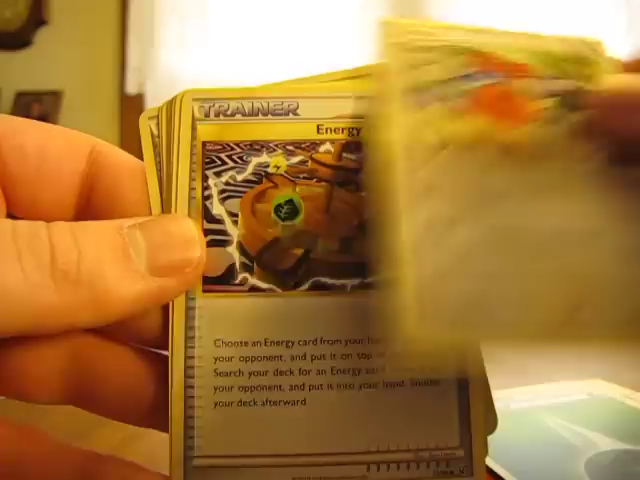 TRAINER
Energy
Choose an Energy card from your
your opponent, and put it on top
Search your deck for an Energy
your opponent, and put it into your hand. Shuffle
your deck afterward